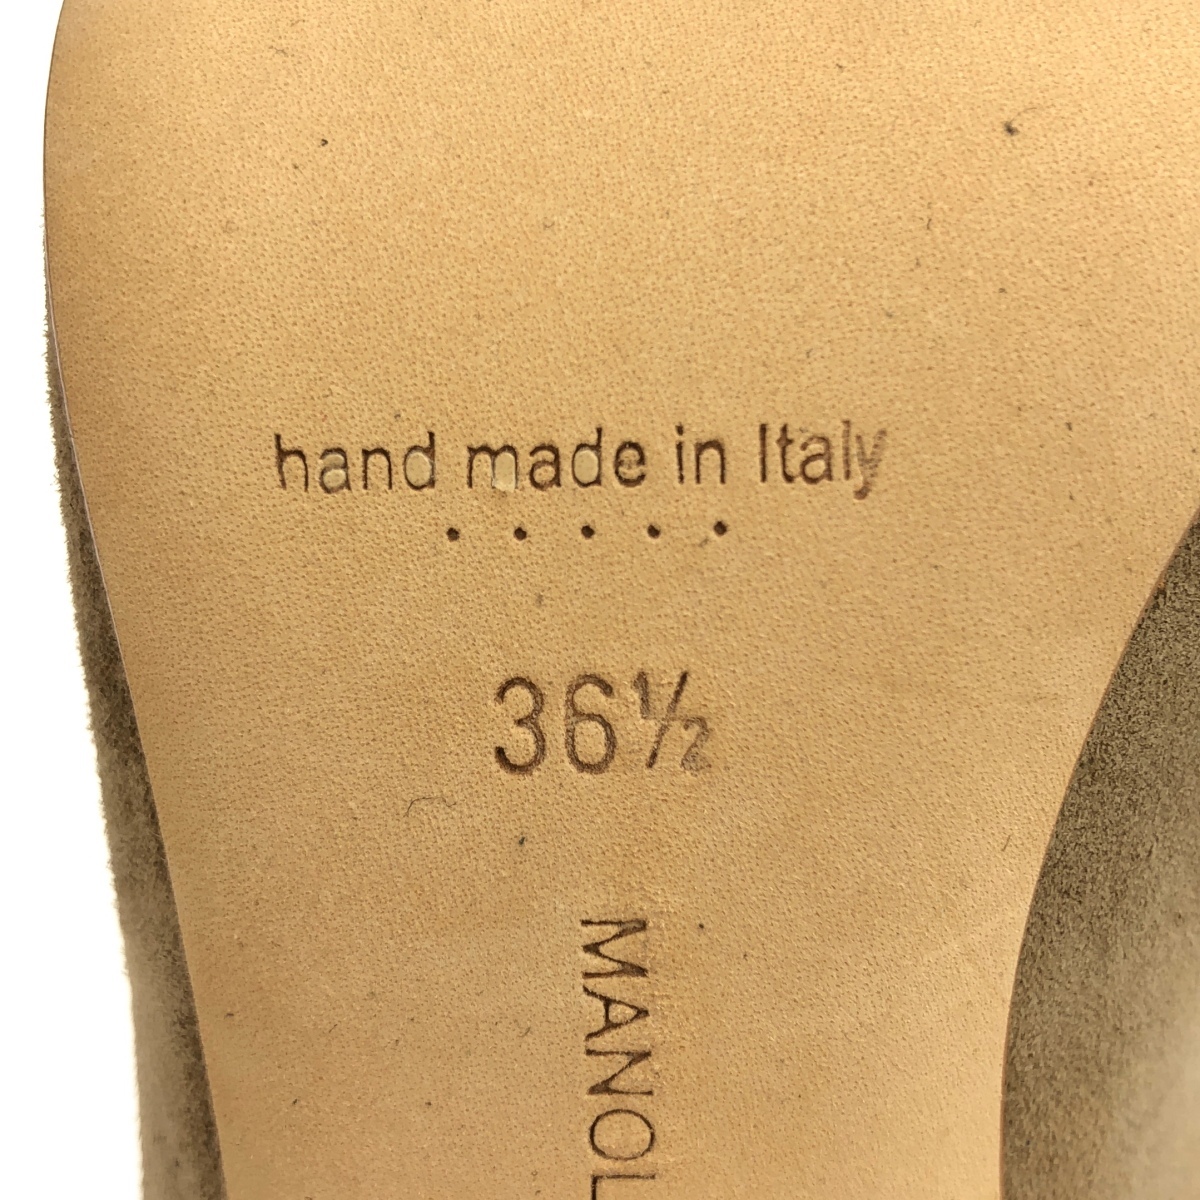 hand made in Italy
.....
36½
MANOL